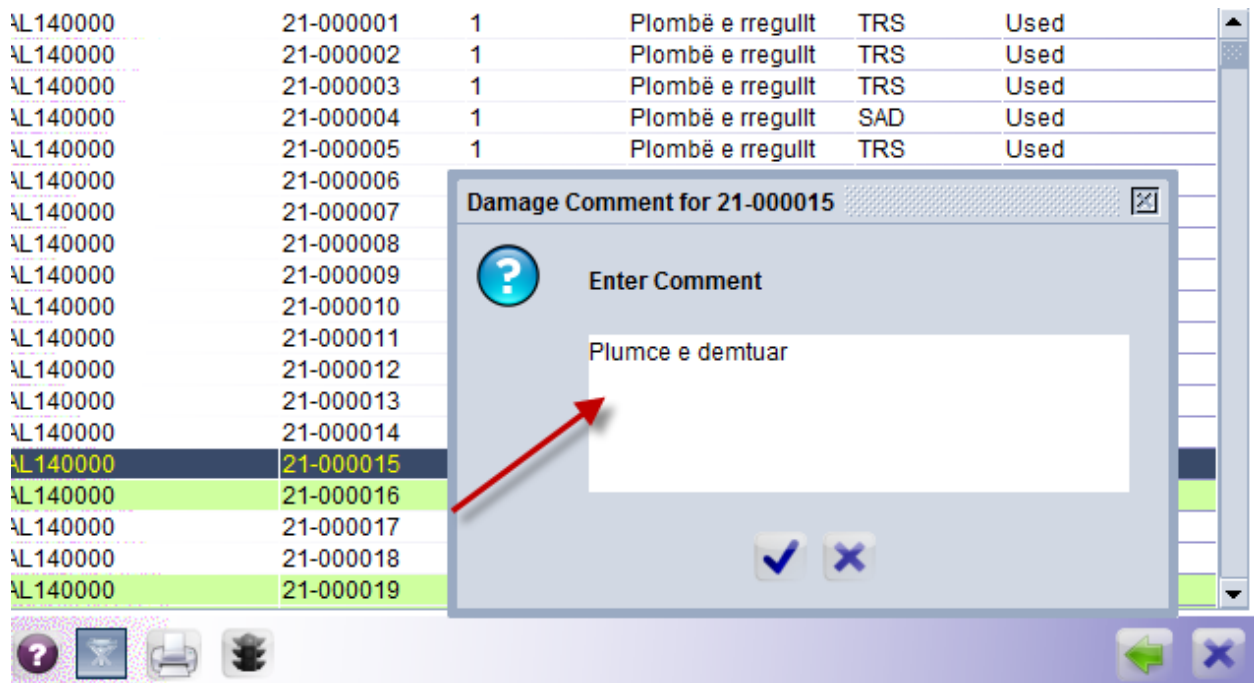 AL140000 21-000001 1 Plombë e rregullt TRS Used
AL140000 21-000002 1 Plombë e rregullt TRS Used
AL140000 21-000003 1 Plombë e rregullt TRS Used
AL140000 21-000004 1 Plombë e rregullt SAD Used
AL140000 21-000005 1 Plombë e rregullt TRS Used
AL140000 21-000006
AL140000 21-000007
AL140000 21-000008
AL140000 21-000009
AL140000 21-000010
AL140000 21-000011
AL140000 21-000012
AL140000 21-000013
AL140000 21-000014
AL140000 21-000015
AL140000 21-000016
AL140000 21-000017
AL140000 21-000018
AL140000 21-000019
Damage Comment for 21-000015
Enter Comment
Plumce e demtuar